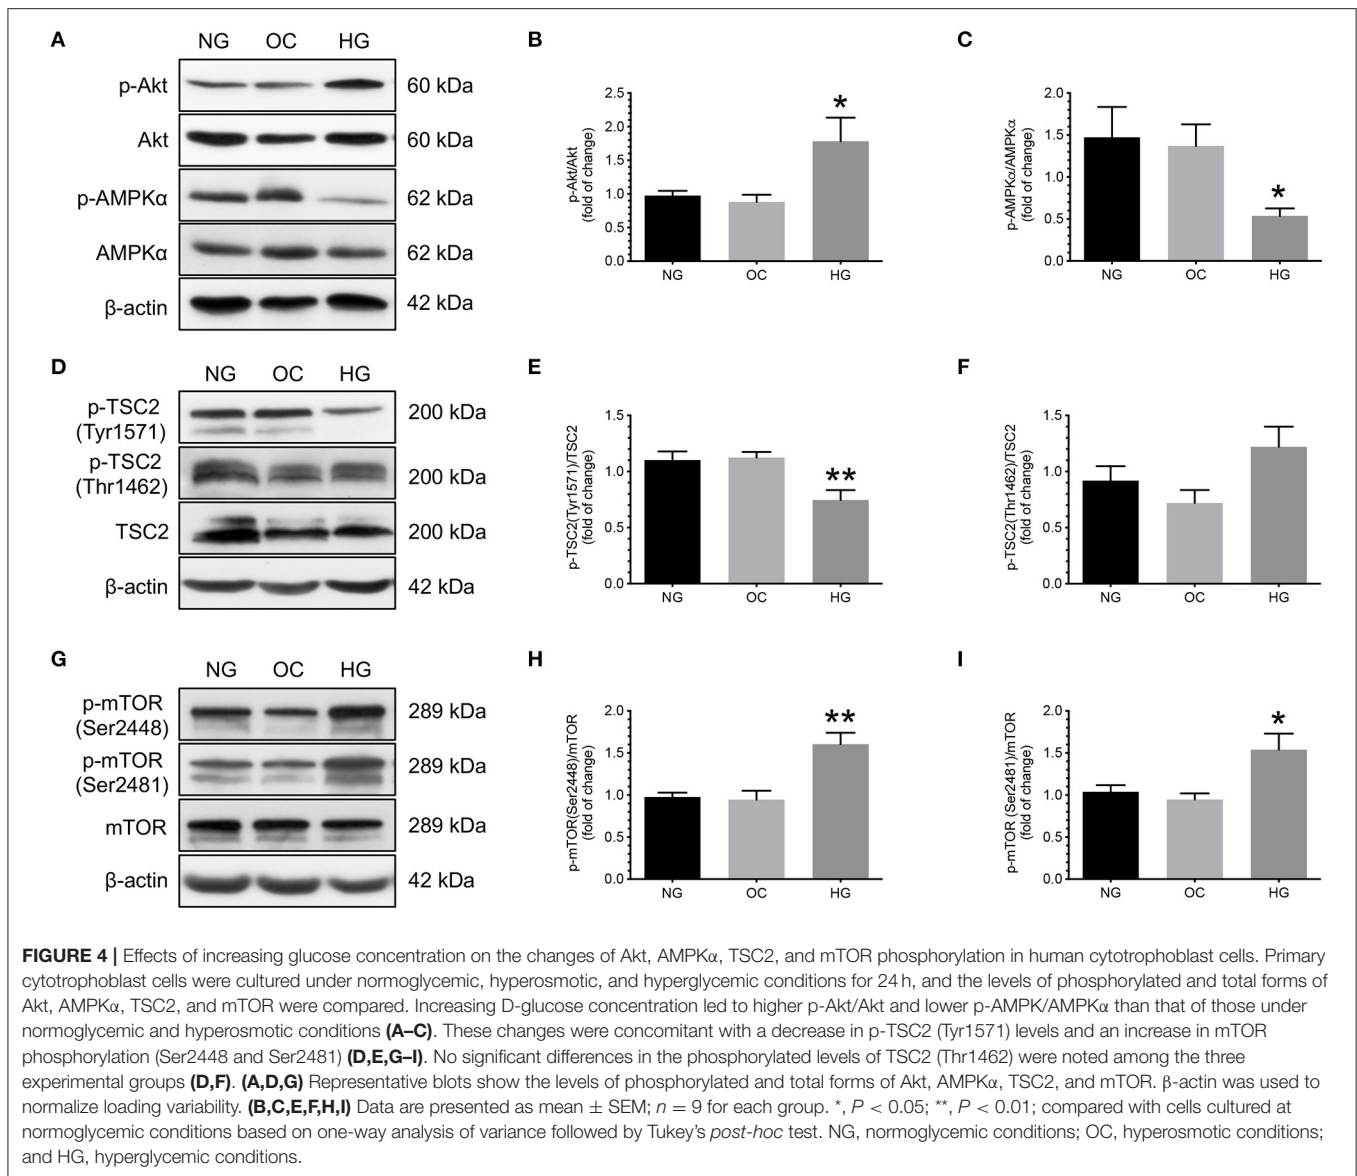 A
NG OC HG
p-Akt 60 kDa
Akt 60 kDa
p-AMPKα 62 kDa
AMPKα 62 kDa
β-actin 42 kDa
B
p-Akt/Akt
(fold of change)
2.5
2.0
1.5
1.0
0.5
0.0
*
NG OC HG
C
p-AMPKα/AMPKα
(fold of change)
2.0
1.5
1.0
0.5
0.0
*
NG OC HG
D
NG OC HG
p-TSC2
(Tyr1571) 200 kDa
p-TSC2
(Thr1462) 200 kDa
TSC2 200 kDa
β-actin 42 kDa
E
p-TSC2(Tyr1571)/TSC2
(fold of change)
1.5
1.0
0.5
0.0
**
NG OC HG
F
p-TSC2(Thr1462)/TSC2
(fold of change)
1.5
1.0
0.5
0.0
NG OC HG
G
NG OC HG
p-mTOR
(Ser2448) 289 kDa
p-mTOR
(Ser2481) 289 kDa
mTOR 289 kDa
β-actin 42 kDa
H
p-mTOR(Ser2448)/mTOR
(fold of change)
2.0
1.5
1.0
0.5
0.0
**
NG OC HG
I
p-mTOR (Ser2481)/mTOR
(fold of change)
2.0
1.5
1.0
0.5
0.0
*
NG OC HG
FIGURE 4 | Effects of increasing glucose concentration on the changes of Akt, AMPKα, TSC2, and mTOR phosphorylation in human cytotrophoblast cells. Primary
cytotrophoblast cells were cultured under normoglycemic, hyperosmotic, and hyperglycemic conditions for 24 h, and the levels of phosphorylated and total forms of
Akt, AMPKα, TSC2, and mTOR were compared. Increasing D-glucose concentration led to higher p-Akt/Akt and lower p-AMPK/AMPKα than that of those under
normoglycemic and hyperosmotic conditions (A–C). These changes were concomitant with a decrease in p-TSC2 (Tyr1571) levels and an increase in mTOR
phosphorylation (Ser2448 and Ser2481) (D,E,G–I). No significant differences in the phosphorylated levels of TSC2 (Thr1462) were noted among the three
experimental groups (D,F). (A,D,G) Representative blots show the levels of phosphorylated and total forms of Akt, AMPKα, TSC2, and mTOR. β-actin was used to
normalize loading variability. (B,C,E,F,H,I) Data are presented as mean ± SEM; n = 9 for each group. *, P < 0.05; **, P < 0.01; compared with cells cultured at
normoglycemic conditions based on one-way analysis of variance followed by Tukey's post-hoc test. NG, normoglycemic conditions; OC, hyperosmotic conditions;
and HG, hyperglycemic conditions.